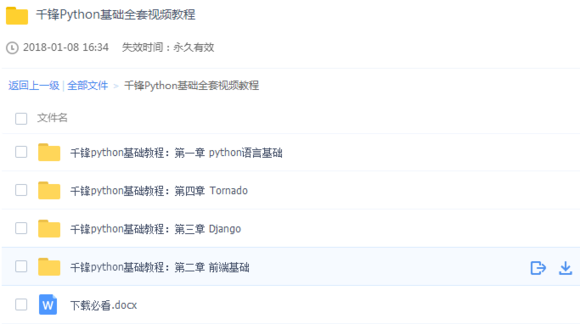 千锋Python基础全套视频教程
2018-01-08 16:34 失效时间：永久有效
返回上一级 | 全部文件 > 千锋Python基础全套视频教程
文件名
千锋python基础教程：第一章 python语言基础
千锋python基础教程：第四章 Tornado
千锋python基础教程：第三章 Django
千锋python基础教程：第二章 前端基础
W 下载必看.docx